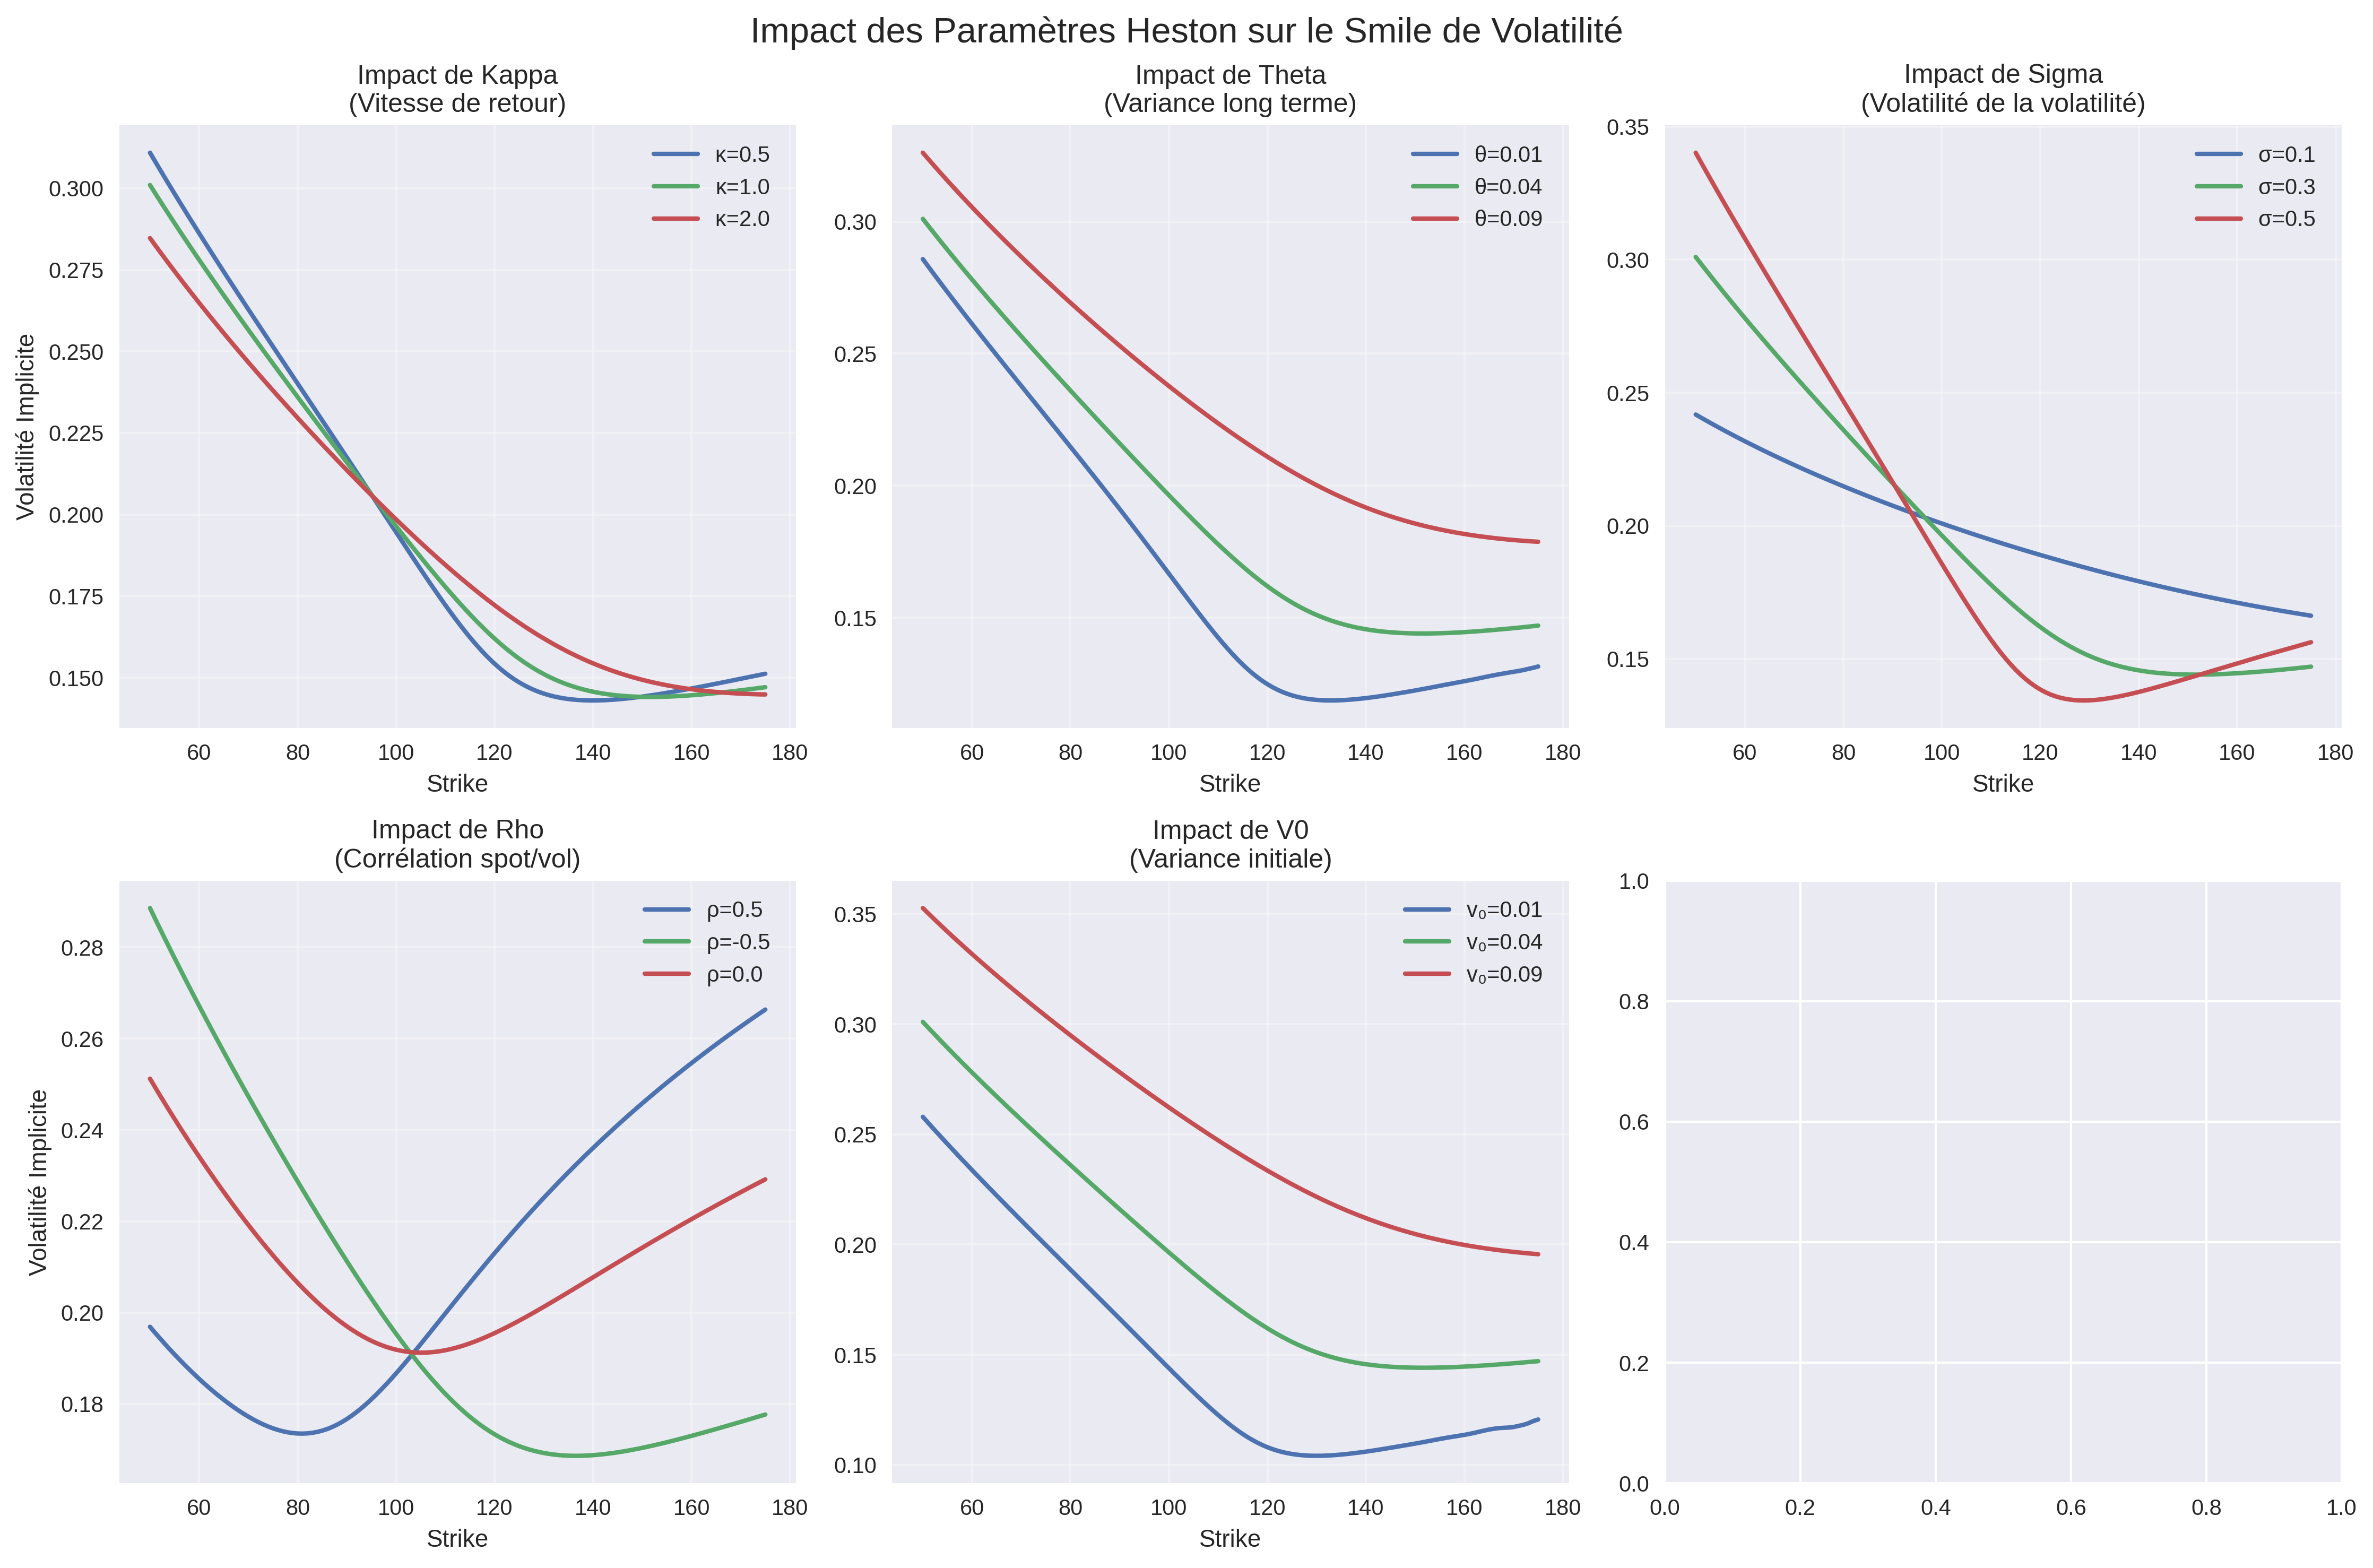 Impact des Paramètres Heston sur le Smile de Volatilité
Impact de Kappa
(Vitesse de retour)
κ=0.5
κ=1.0
κ=2.0
0.300
0.275
0.250
0.225
0.200
0.175
0.150
Volatilité Implicite
60 80 100 120 140 160 180
Strike
Impact de Theta
(Variance long terme)
θ=0.01
θ=0.04
θ=0.09
0.30
0.25
0.20
0.15
60 80 100 120 140 160 180
Strike
Impact de Sigma
(Volatilité de la volatilité)
σ=0.1
σ=0.3
σ=0.5
0.35
0.30
0.25
0.20
0.15
60 80 100 120 140 160 180
Strike
Impact de Rho
(Corrélation spot/vol)
ρ=0.5
ρ=-0.5
ρ=0.0
0.28
0.26
0.24
0.22
0.20
0.18
Volatilité Implicite
60 80 100 120 140 160 180
Strike
Impact de V0
(Variance initiale)
v₀=0.01
v₀=0.04
v₀=0.09
0.35
0.30
0.25
0.20
0.15
0.10
60 80 100 120 140 160 180
Strike
1.0
0.8
0.6
0.4
0.2
0.0
0.0 0.2 0.4 0.6 0.8 1.0